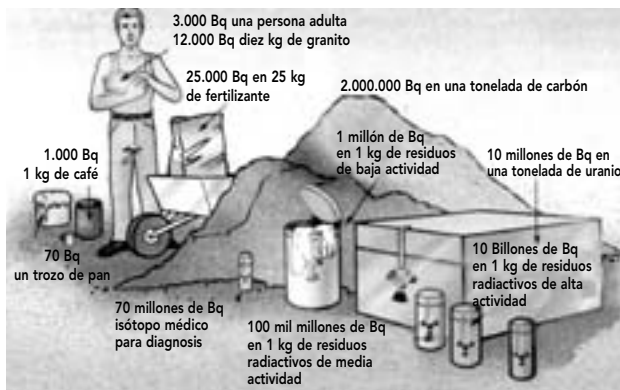 3.000 Bq una persona adulta
12.000 Bq diez kg de granito
25.000 Bq en 25 kg
de fertilizante
2.000.000 Bq en una tonelada de carbón
1.000 Bq
1 kg de café
1 millón de Bq
en 1 kg de residuos
de baja actividad
10 millones de Bq en
una tonelada de uranio
70 Bq
un trozo de pan
70 millones de Bq
isótopo médico
para diagnosis
100 mil millones de Bq
en 1 kg de residuos
radiactivos de media
actividad
10 Billones de Bq
en 1 kg de residuos
radiactivos de alta
actividad